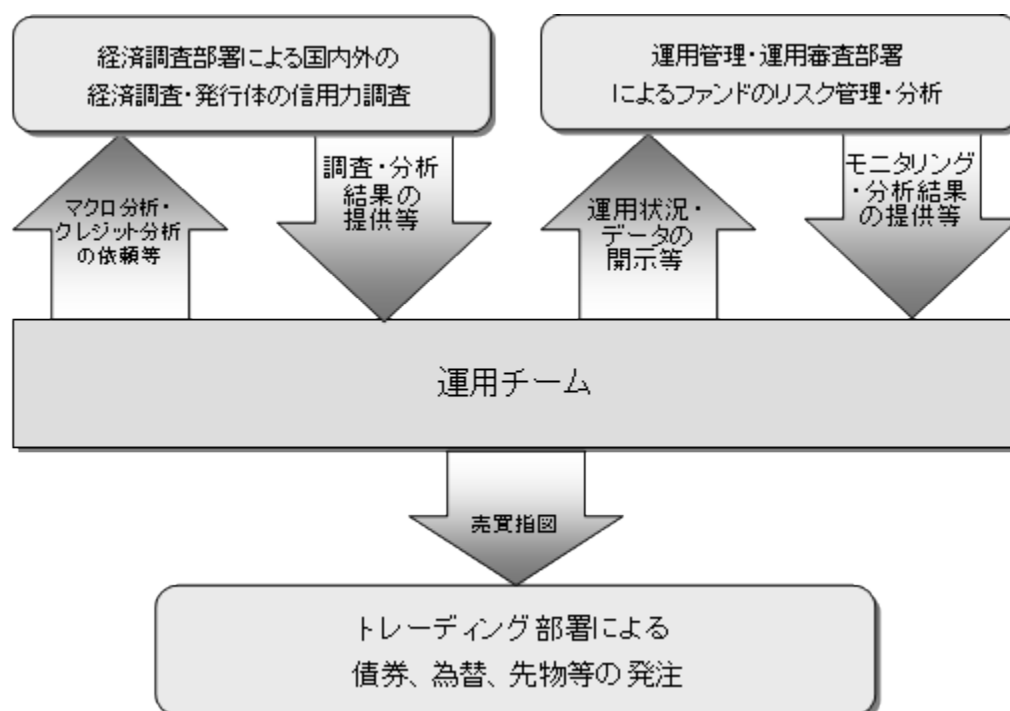 経済調査部署による国内外の
経済調査・発行体の信用力調査
運用管理・運用審査部署
によるファンドのリスク管理・分析
マクロ分析・
クレジット分析
の依頼等
調査・分析
結果の
提供等
運用状況・
データの
開示等
モニタリング
・分析結果
の提供等
運用チーム
売買指図
トレーディング部署による
債券、為替、先物等の発注